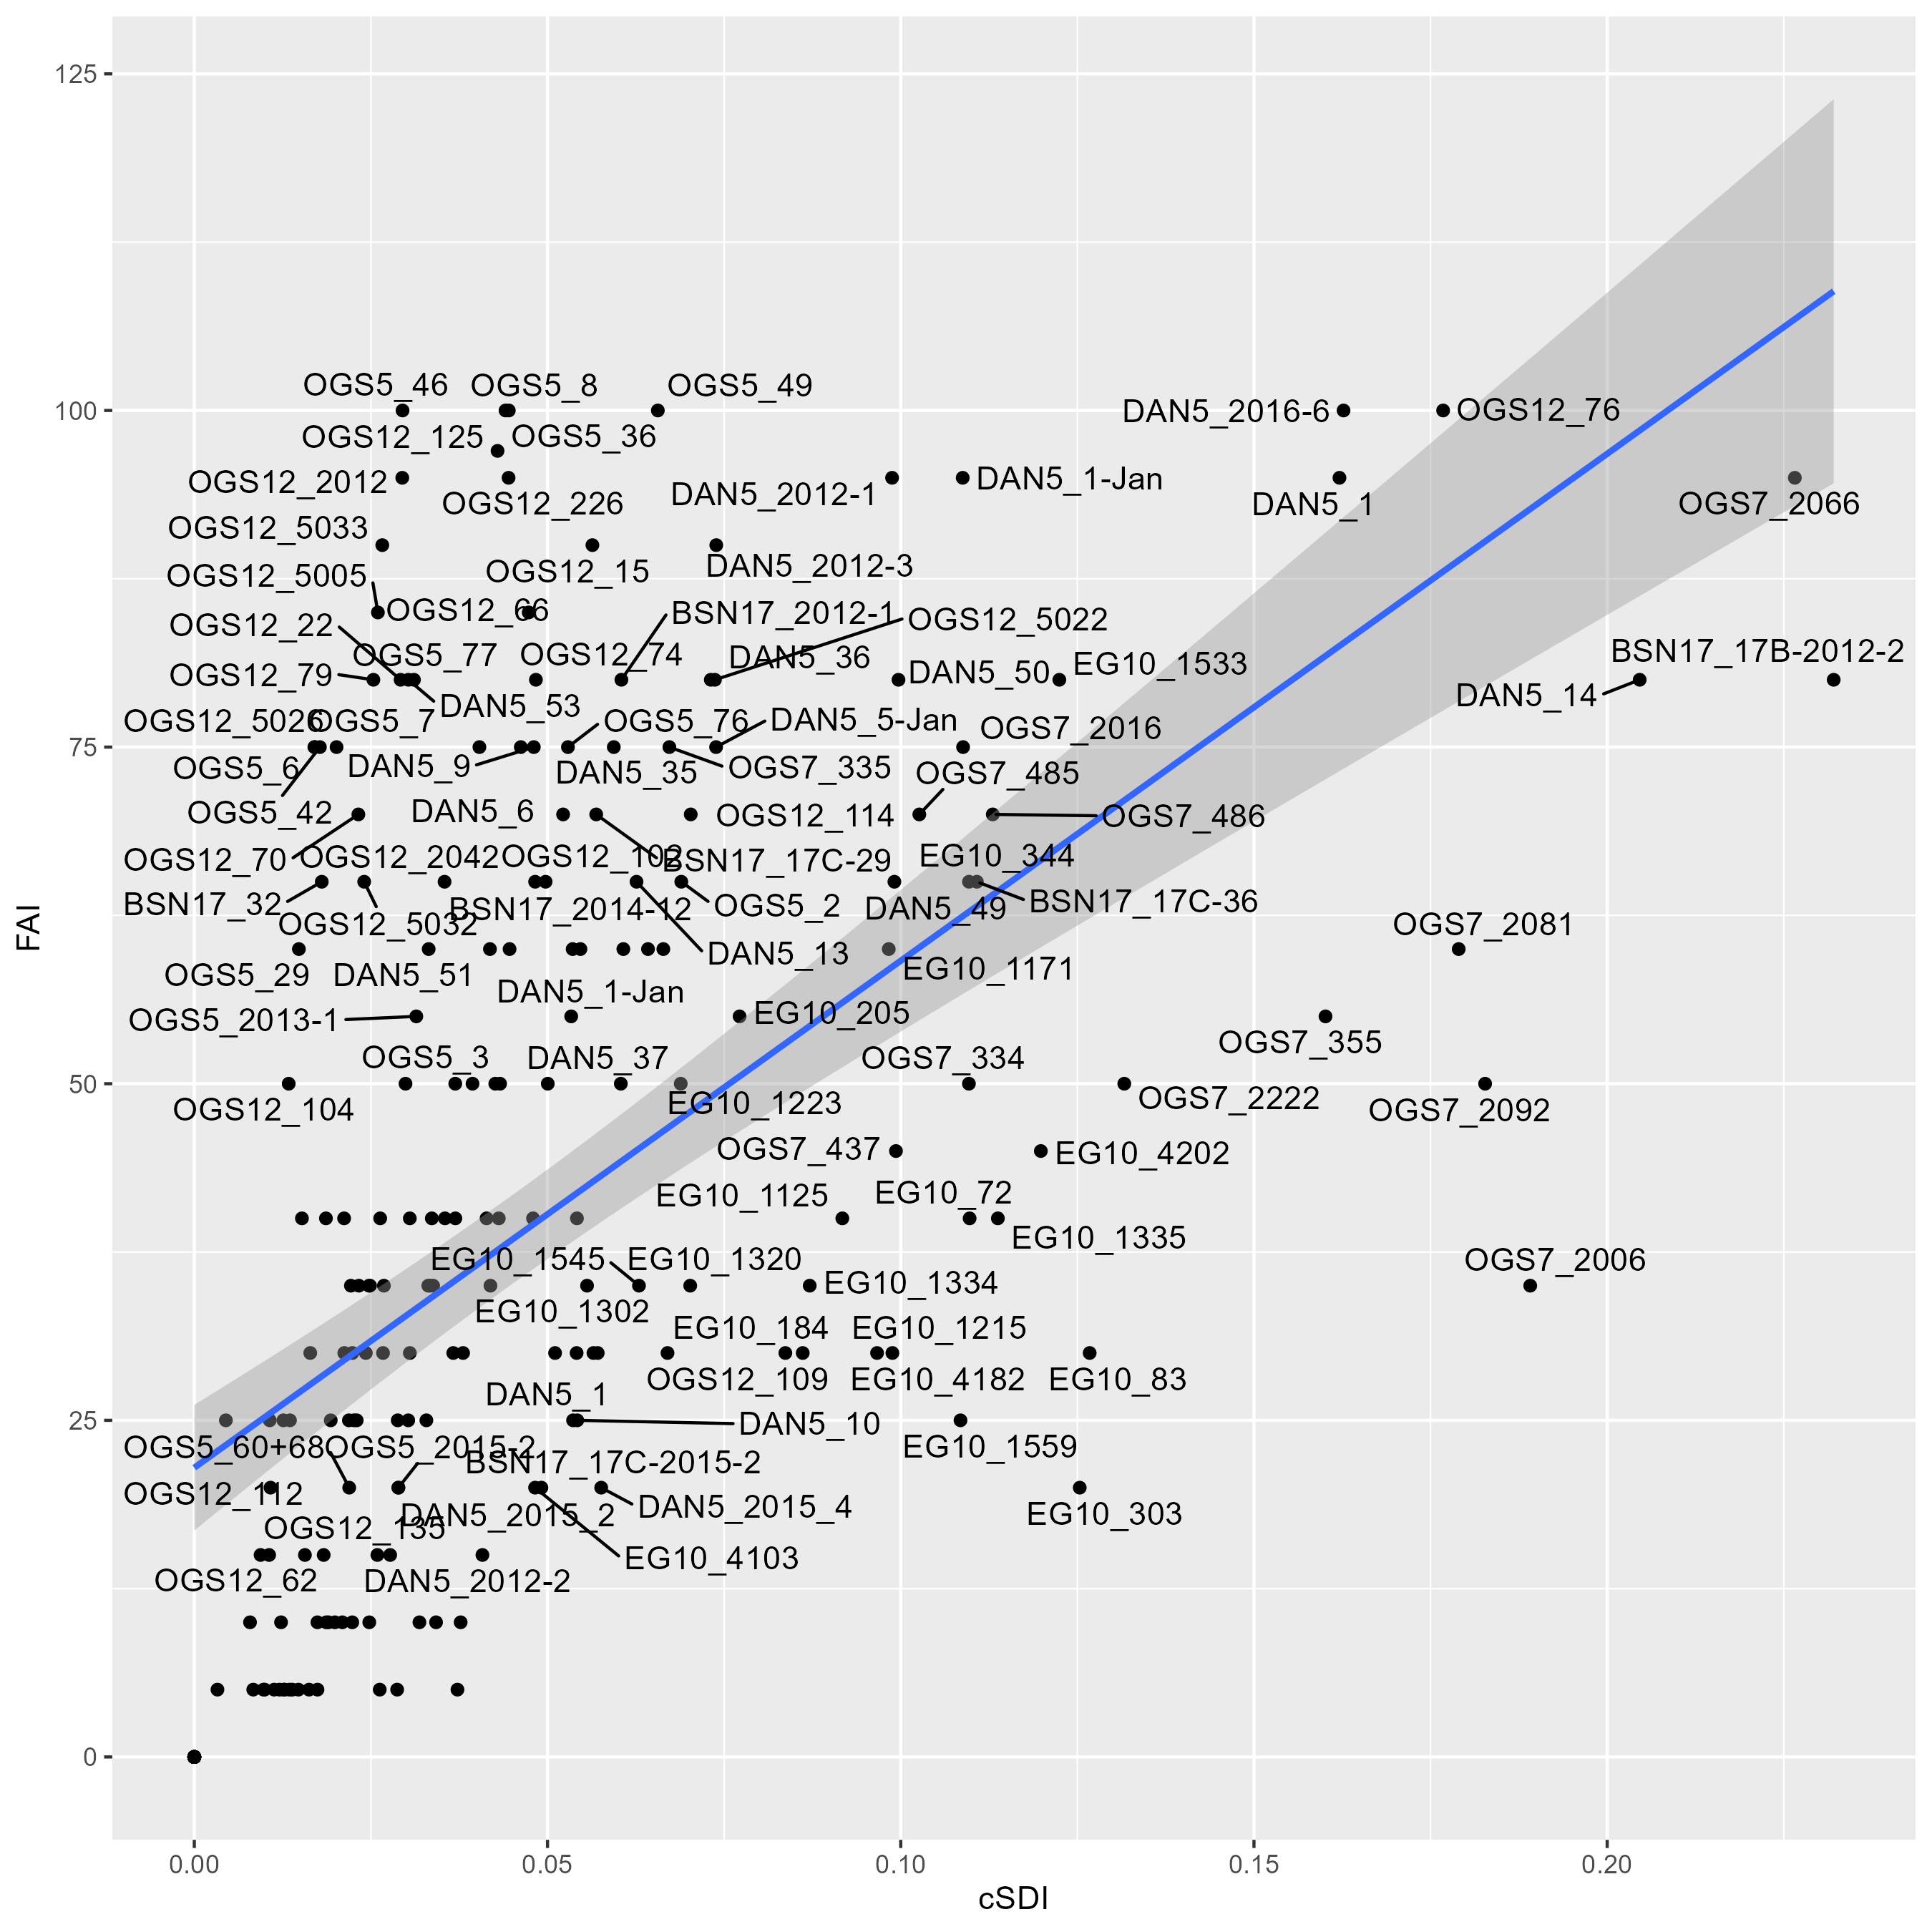 125
OGS5_46 OGS5_8 OGS5_49
100 DAN5_2016-6 OGS12_76
OGS12_125 OGS5_36
OGS12_2012 DAN5_2012-1 DAN5_1-Jan
OGS12_226 DAN5_1 OGS7_2066
OGS12_5033
OGS12_5005 OGS12_15 DAN5_2012-3
OGS12_66 BSN17_2012-1 OGS12_5022
OGS12_22
OGS5_77 OGS12_74 DAN5_36 EG10_1533 BSN17_17B-2012-2
OGS12_79 DAN5_50
DAN5_53 DAN5_14
OGS12_5026 OGS5_7 OGS5_76 DAN5_5-Jan OGS7_2016
75
OGS5_6 DAN5_9 DAN5_35 OGS7_335 OGS7_485
OGS5_42 DAN5_6 OGS12_114 OGS7_486
OGS12_70 OGS12_2042 OGS12_102 BSN17_17C-29 EG10_344
BSN17_32 BSN17_2014-12 OGS5_2 DAN5_49 BSN17_17C-36
OGS12_5032 OGS7_2081
FAI
DAN5_13
OGS5_29 DAN5_51 EG10_1171
DAN5_1-Jan
OGS5_2013-1 EG10_205
OGS5_3 DAN5_37 OGS7_334 OGS7_355
50
OGS12_104 EG10_1223 OGS7_2222 OGS7_2092
OGS7_437 EG10_4202
EG10_1125 EG10_72
EG10_1335
EG10_1545 EG10_1320 OGS7_2006
EG10_1302 EG10_1334
EG10_184 EG10_1215
OGS12_109 EG10_4182 EG10_83
DAN5_1
25 DAN5_10
OGS5_60+68 OGS5_2015-2 EG10_1559
BSN17_17C-2015-2
OGS12_112 DAN5_2015_4
OGS12_135 DAN5_2015_2 EG10_303
EG10_4103
OGS12_62 DAN5_2012-2
0
0.00 0.05 0.10 0.15 0.20
cSDI